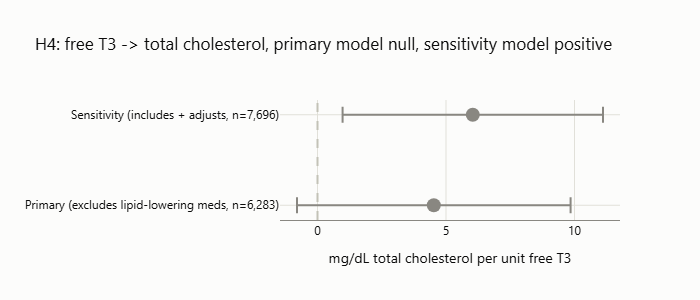 H4: free T3 -> total cholesterol, primary model null, sensitivity model positive
Sensitivity (includes + adjusts, n=7,696)
Primary (excludes lipid-lowering meds, n=6,283)
0 5 10
mg/dL total cholesterol per unit free T3